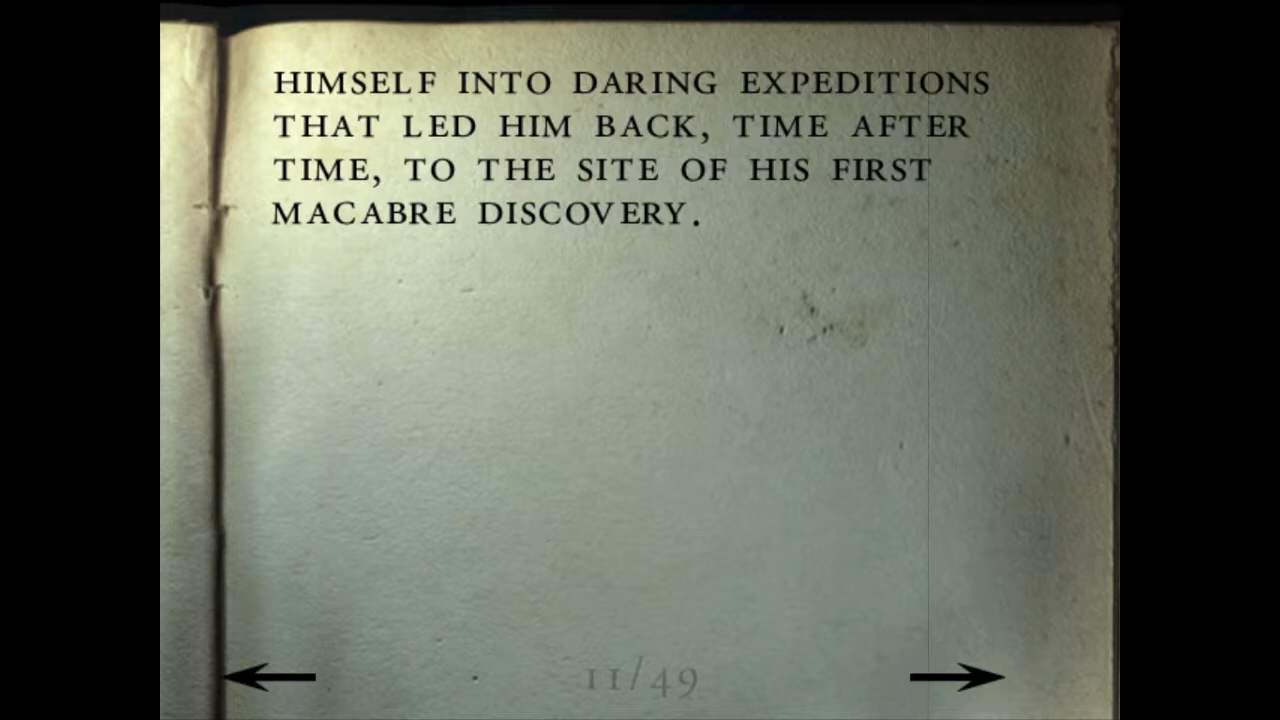 HIMSELF INTO DARING EXPEDITIONS
THAT LED HIM BACK, TIME AFTER
TIME, TO THE SITE OF HIS FIRST
MACABRE DISCOVERY.
11/49